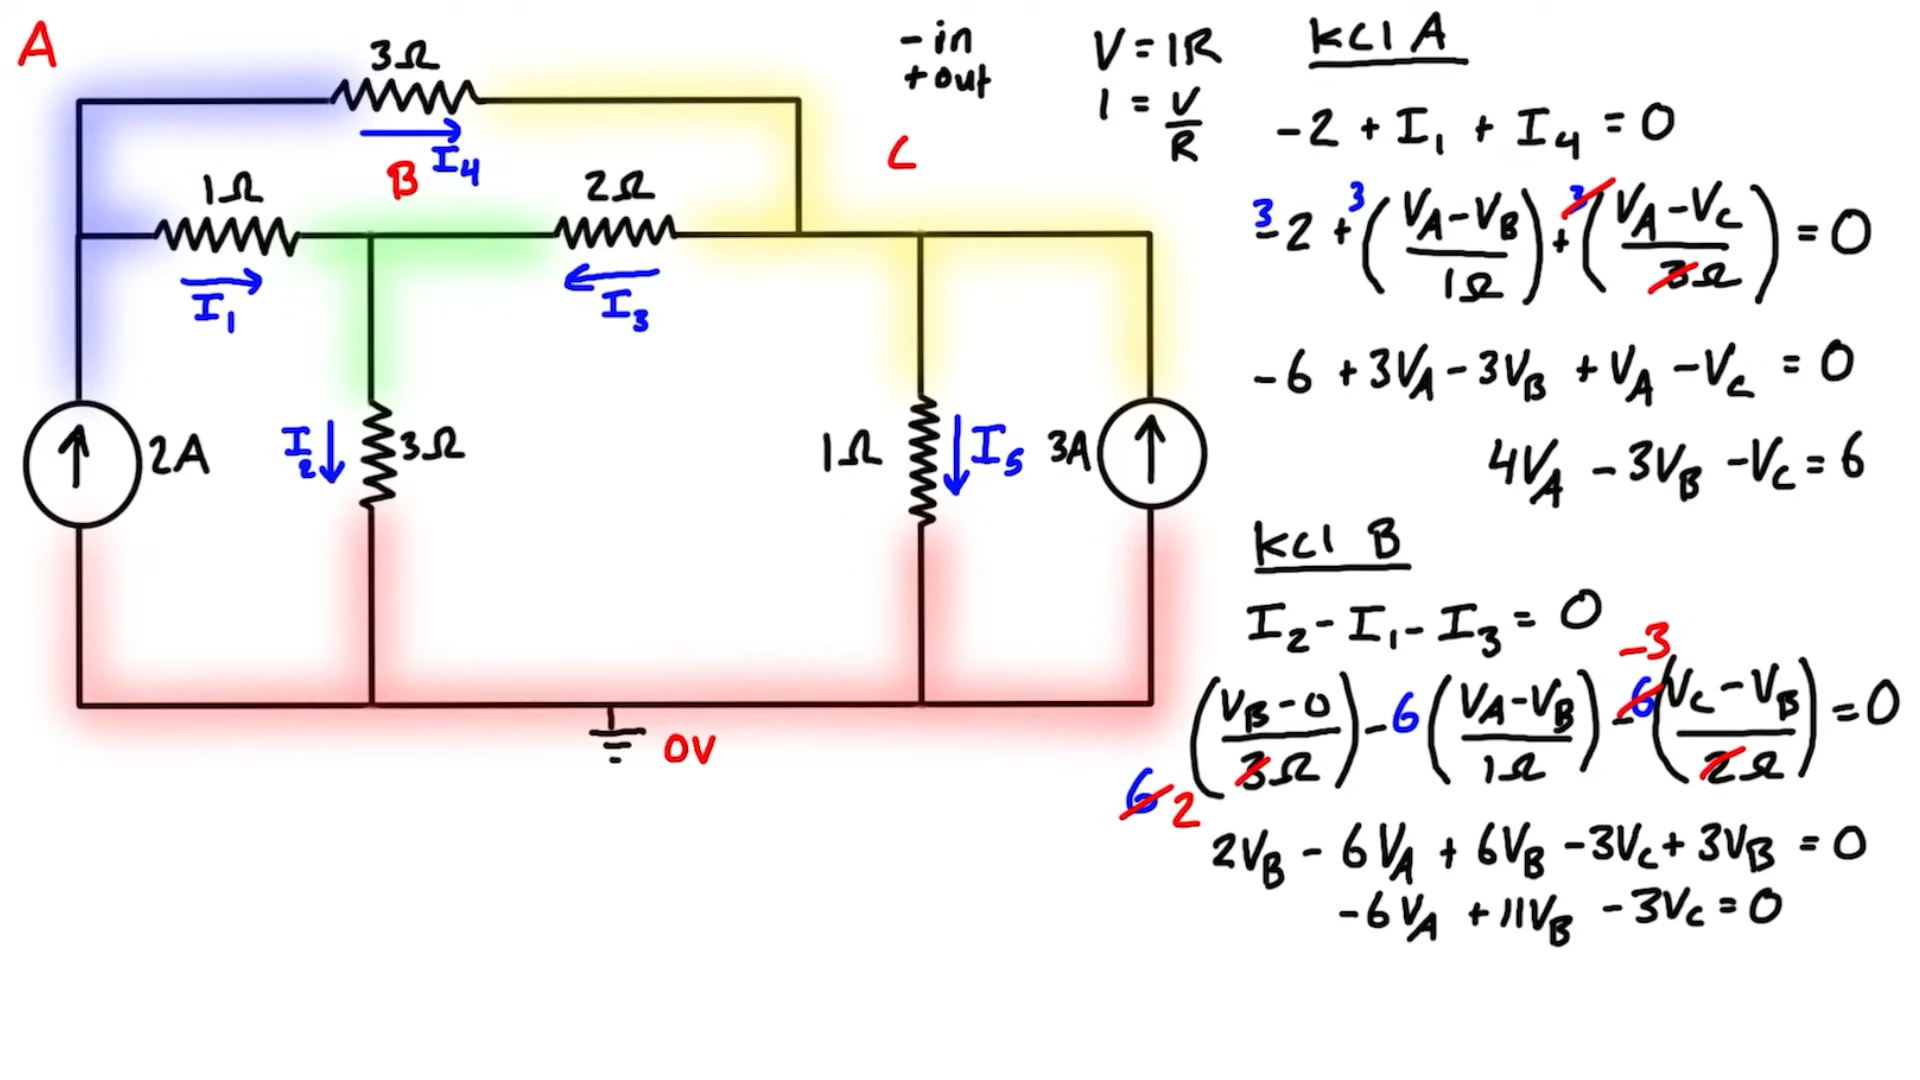 A
3Ω
I4
B
C
1Ω
2Ω
I1
I3
2A
I2
3Ω
1Ω
I5
3A
0V
-in
+out
V = IR
I = V/R
KCL A
-2 + I1 + I4 = 0
3 -2 + 3 (VA - VB / 1Ω) + 3 (VA - VC / 3Ω) = 0
-6 + 3VA - 3VB + VA - VC = 0
4VA - 3VB - VC = 6
KCL B
I2 - I1 - I3 = 0
-3
6 2 (VB - 0 / 3Ω) - 6 (VA - VB / 1Ω) - 6 (VC - VB / 2Ω) = 0
2VB - 6VA + 6VB - 3VC + 3VB = 0
-6VA + 11VB - 3VC = 0